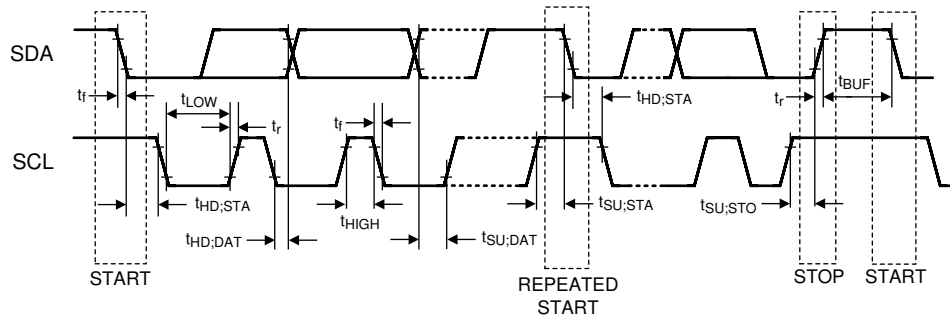 SDA
t_f
t_LOW
t_r
t_f
t_HD;STA
t_r
t_BUF
SCL
t_HD;STA
t_HD;DAT
t_HIGH
t_SU;DAT
t_SU;STA
t_SU;STO
START
REPEATED
START
STOP
START